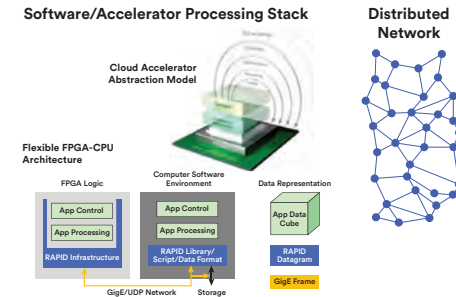 Software/Accelerator Processing Stack
Distributed
Network
Cloud Accelerator
Abstraction Model
Flexible FPGA-CPU
Architecture
FPGA Logic
Computer Software
Environment
Data Representation
App Control
App Processing
RAPID Infrastructure
App Control
App Processing
RAPID Library/
Script/Data Format
App Data
Cube
RAPID
Datagram
GigE Frame
GigE/UDP Network
Storage